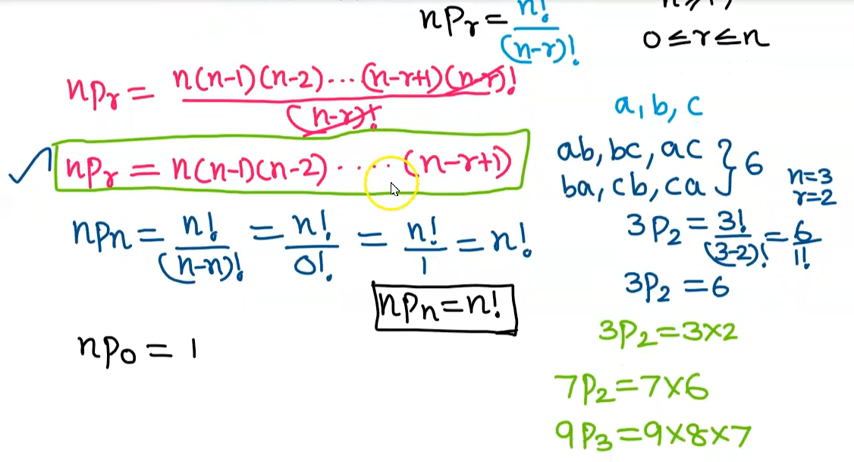 nPr = n!/(n-r)!
0≤r≤n
nPr = n(n-1)(n-2)...(n-r+1)(n-r)!/(n-r)!
nPr = n(n-1)(n-2)....(n-r+1)
nPn = n!/(n-n)! = n!/0! = n!/1 = n!
nPn=n!
nP0 = 1
a, b, c
ab, bc, ac
ba, cb, ca } 6
n=3
r=2
3P2 = 3!/(3-2)! = 6/1!
3P2 = 6
3P2 = 3×2
7P2 = 7×6
9P3 = 9×8×7